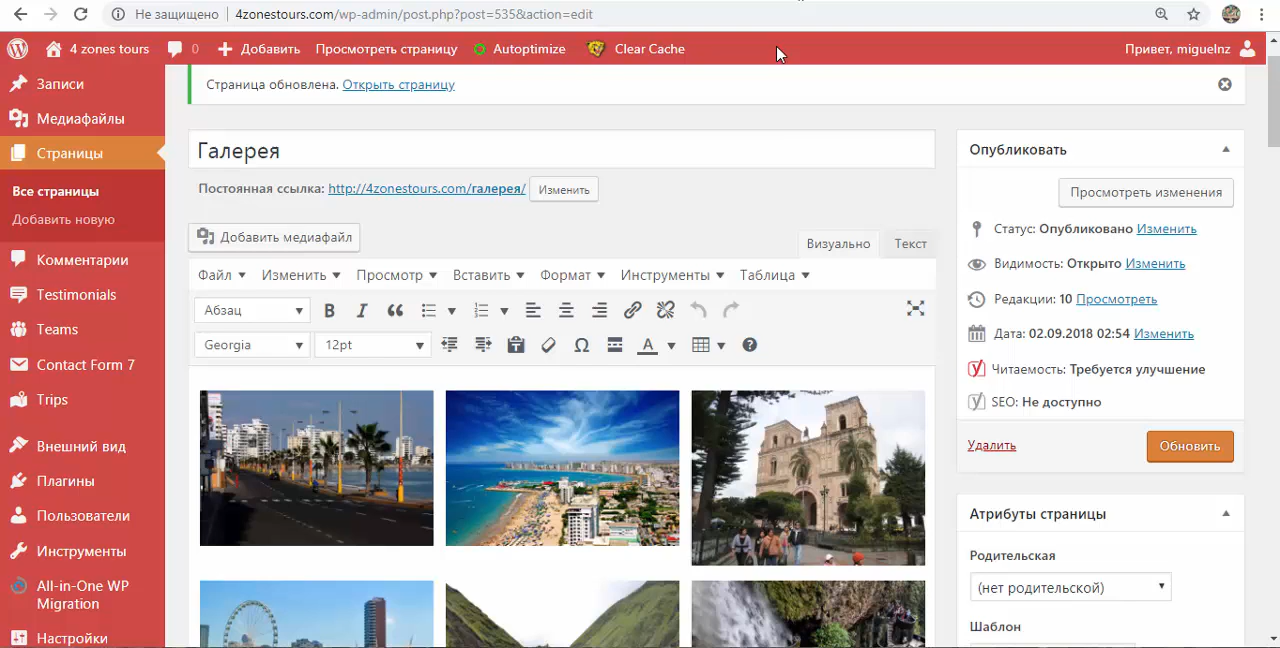 Не защищено 4zonestours.com/wp-admin/post.php?post=535&action=edit
4 zones tours 0 Добавить Просмотреть страницу Autoptimize Clear Cache Привет, miguelnz
Записи
Медиафайлы
Страницы
Все страницы
Добавить новую
Комментарии
Testimonials
Teams
Contact Form 7
Trips
Внешний вид
Плагины
Пользователи
Инструменты
All-in-One WP
Migration
Настройки
Страница обновлена. Открыть страницу
Галерея
Постоянная ссылка: http://4zonestours.com/галерея/ Изменить
Добавить медиафайл
Визуально Текст
Файл Изменить Просмотр Вставить Формат Инструменты Таблица
Абзац
Georgia 12pt
Опубликовать
Просмотреть изменения
Статус: Опубликовано Изменить
Видимость: Открыто Изменить
Редакции: 10 Просмотреть
Дата: 02.09.2018 02:54 Изменить
Читаемость: Требуется улучшение
SEO: Не доступно
Удалить Обновить
Атрибуты страницы
Родительская
(нет родительской)
Шаблон